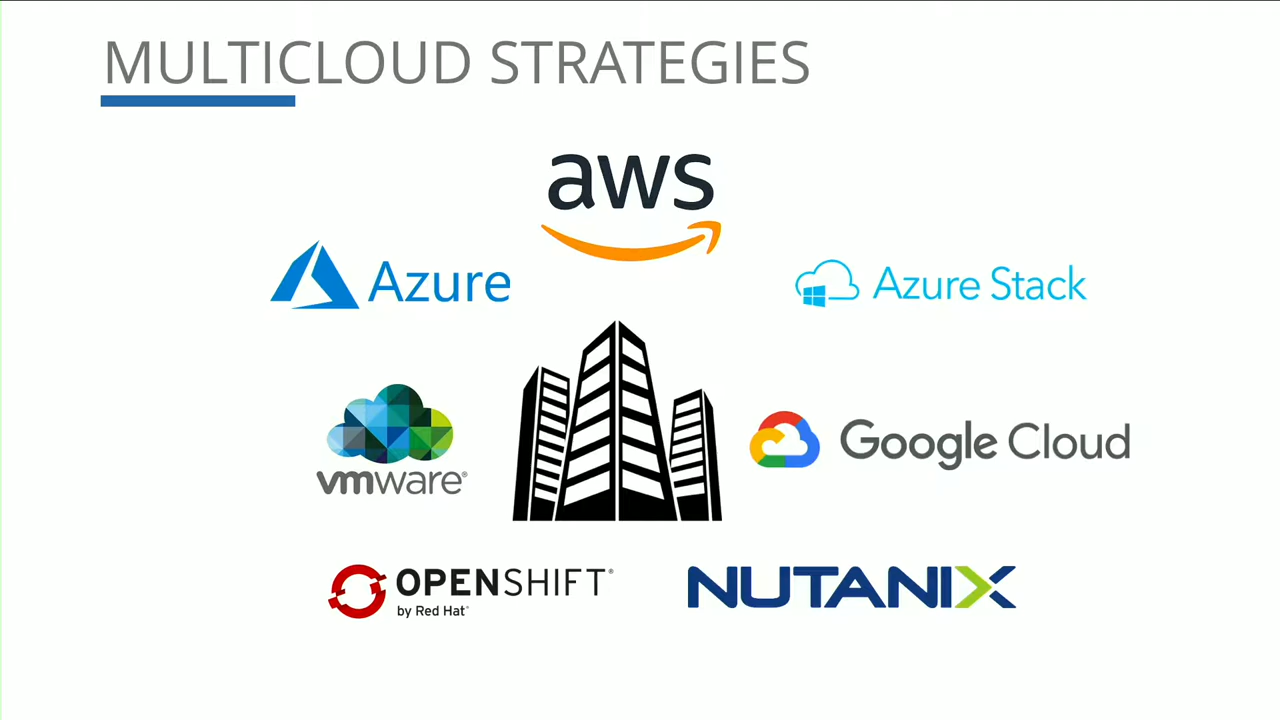 MULTICLOUD STRATEGIES
aws
Azure
Azure Stack
vmware®
Google Cloud
OPENSHIFT®
by Red Hat®
NUTANIX